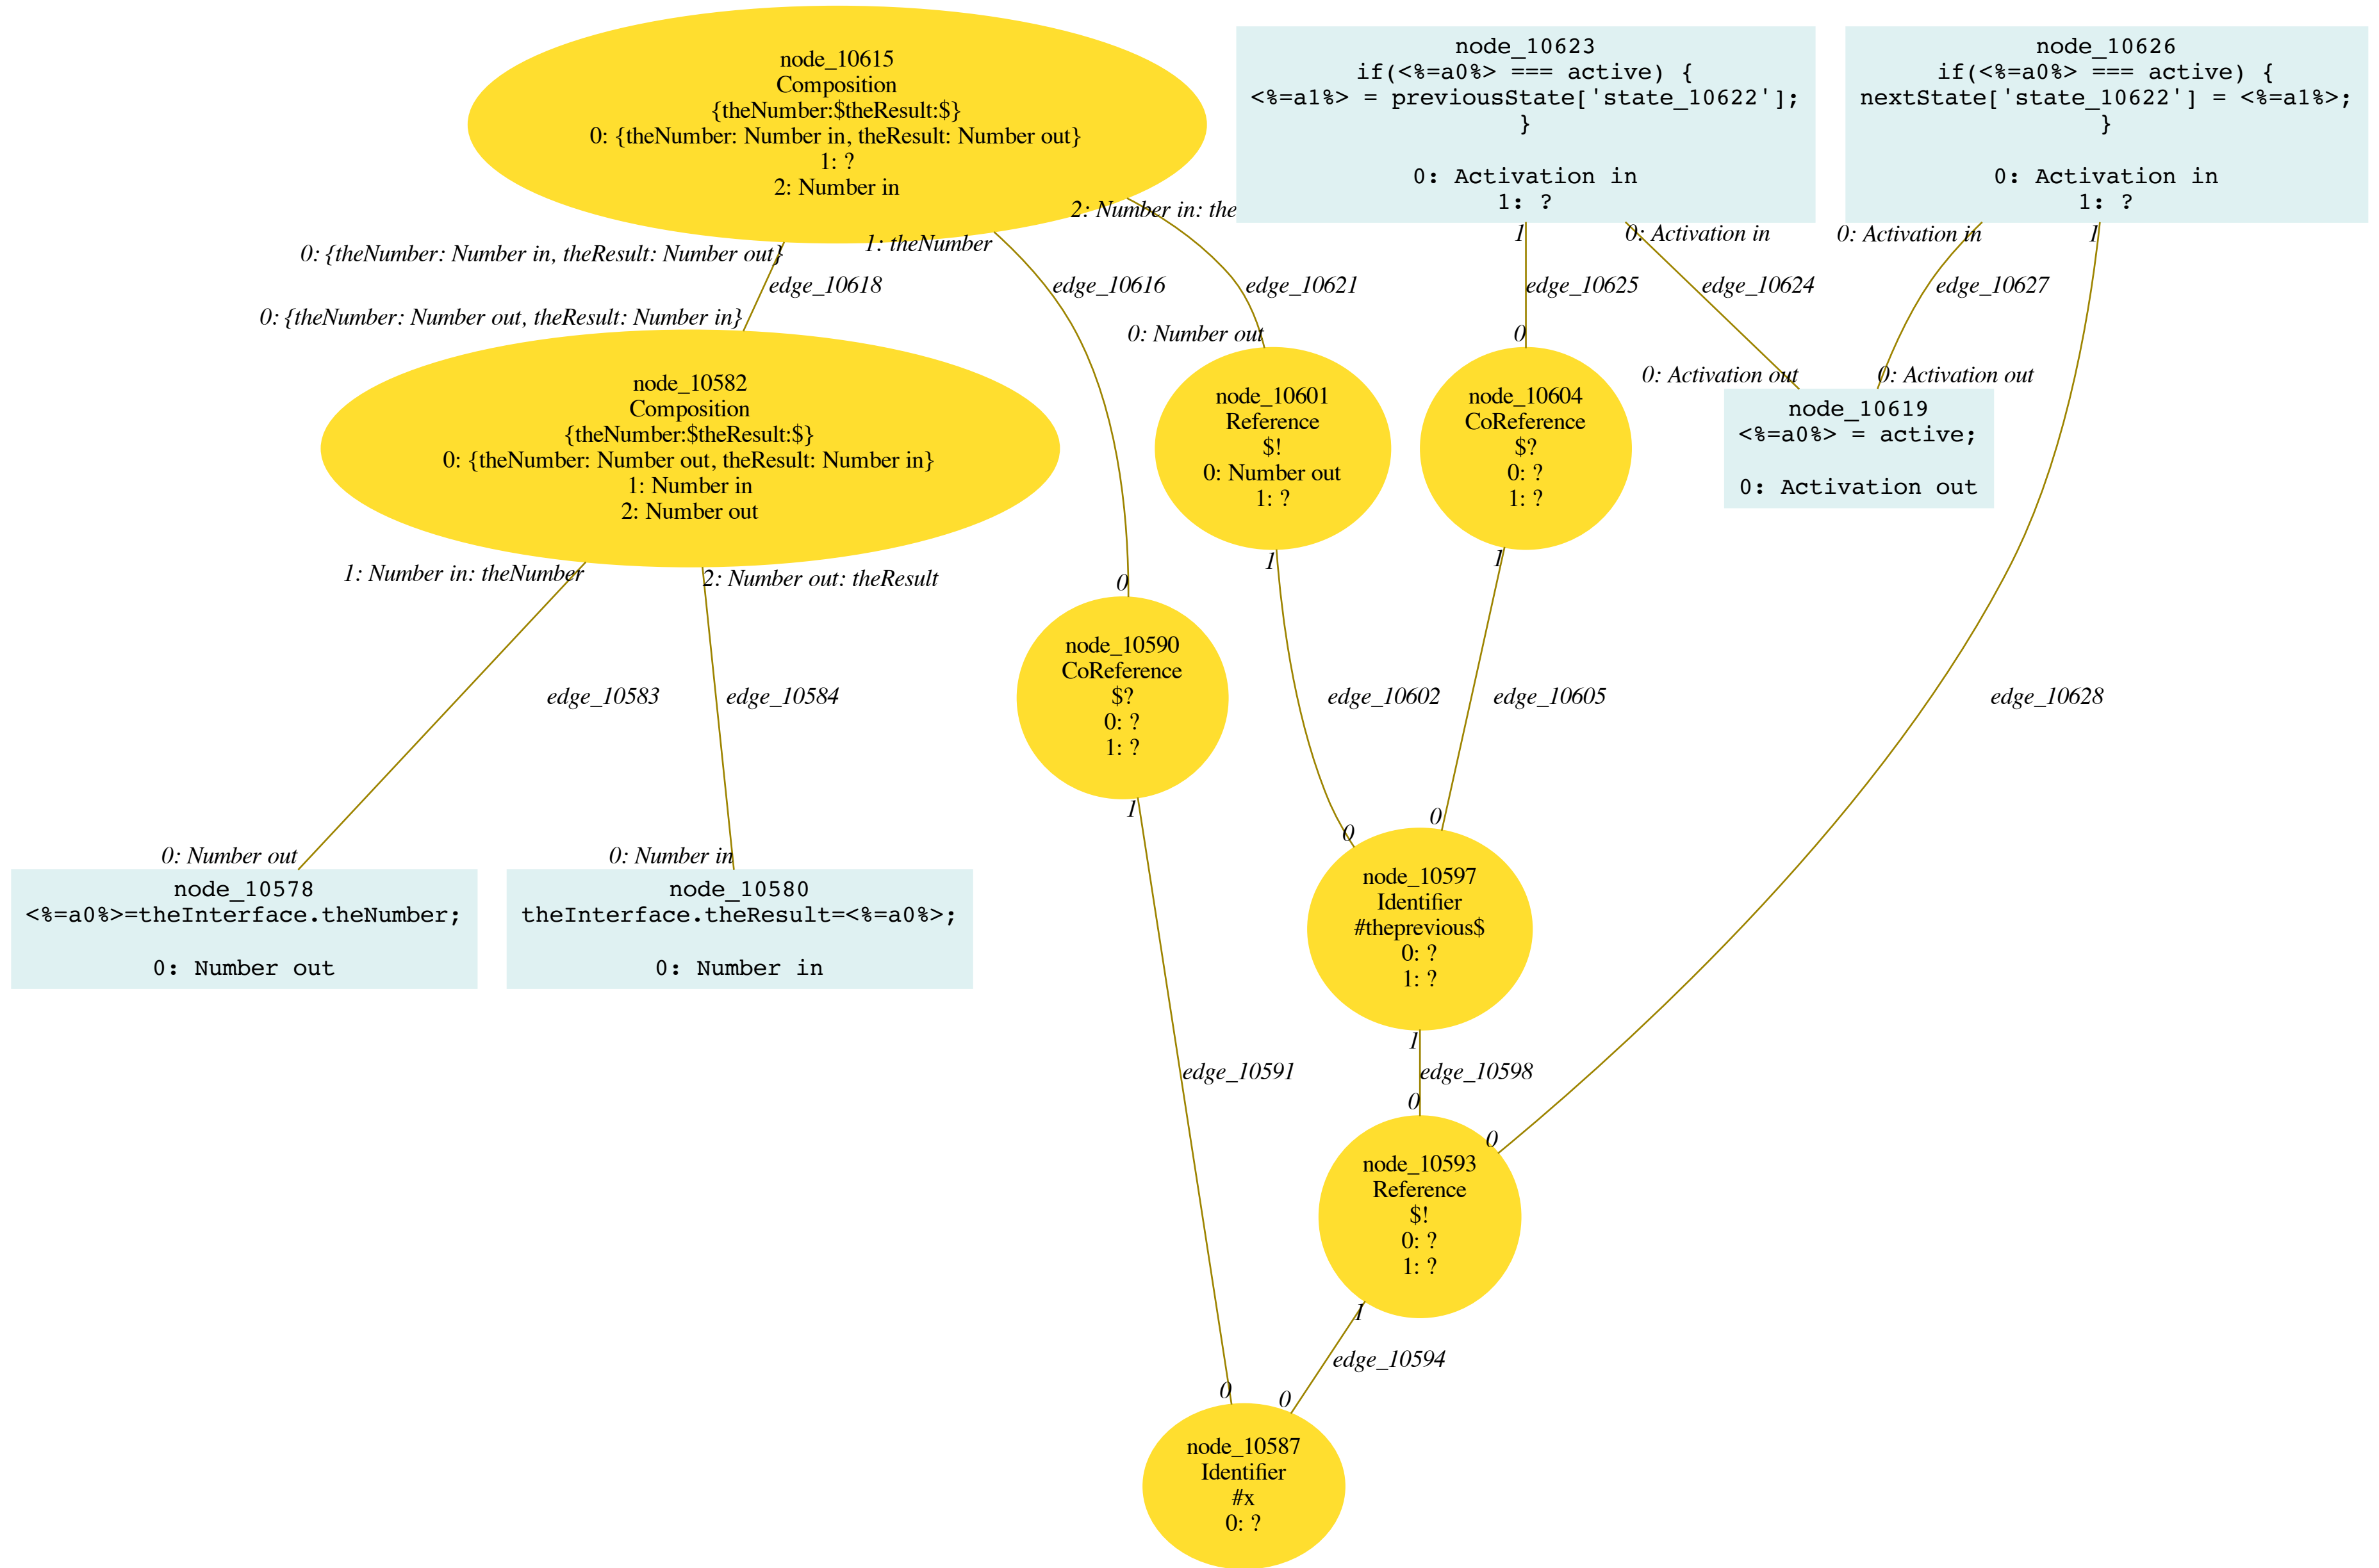 node_10615
Composition
{theNumber:$theResult:$}
0: {theNumber: Number in, theResult: Number out}
1: ?
2: Number in
node_10623
if(<%=a0%> === active) {
<%=a1%> = previousState['state_10622'];
}
0: Activation in
1: ?
node_10626
if(<%=a0%> === active) {
nextState['state_10622'] = <%=a1%>;
}
0: Activation in
1: ?
0: {theNumber: Number in, theResult: Number out}
1: theNumber
2: Number in: the
1
0: Activation in
0: Activation in
1
edge_10618
edge_10616
edge_10621
edge_10625
edge_10624
edge_10627
0: {theNumber: Number out, theResult: Number in}
0: Number out
0
0: Activation out
0: Activation out
node_10582
Composition
{theNumber:$theResult:$}
0: {theNumber: Number out, theResult: Number in}
1: Number in
2: Number out
node_10601
Reference
$!
0: Number out
1: ?
node_10604
CoReference
$?
0: ?
1: ?
node_10619
<%=a0%> = active;
0: Activation out
1: Number in: theNumber
2: Number out: theResult
0
1
1
edge_10583
edge_10584
node_10590
CoReference
$?
0: ?
1: ?
edge_10602
edge_10605
edge_10628
0: Number out
0: Number in
1
0
0
node_10578
<%=a0%>=theInterface.theNumber;
0: Number out
node_10580
theInterface.theResult=<%=a0%>;
0: Number in
node_10597
Identifier
#theprevious$
0: ?
1: ?
1
edge_10591
edge_10598
0
0
node_10593
Reference
$!
0: ?
1: ?
1
edge_10594
0
0
node_10587
Identifier
#x
0: ?